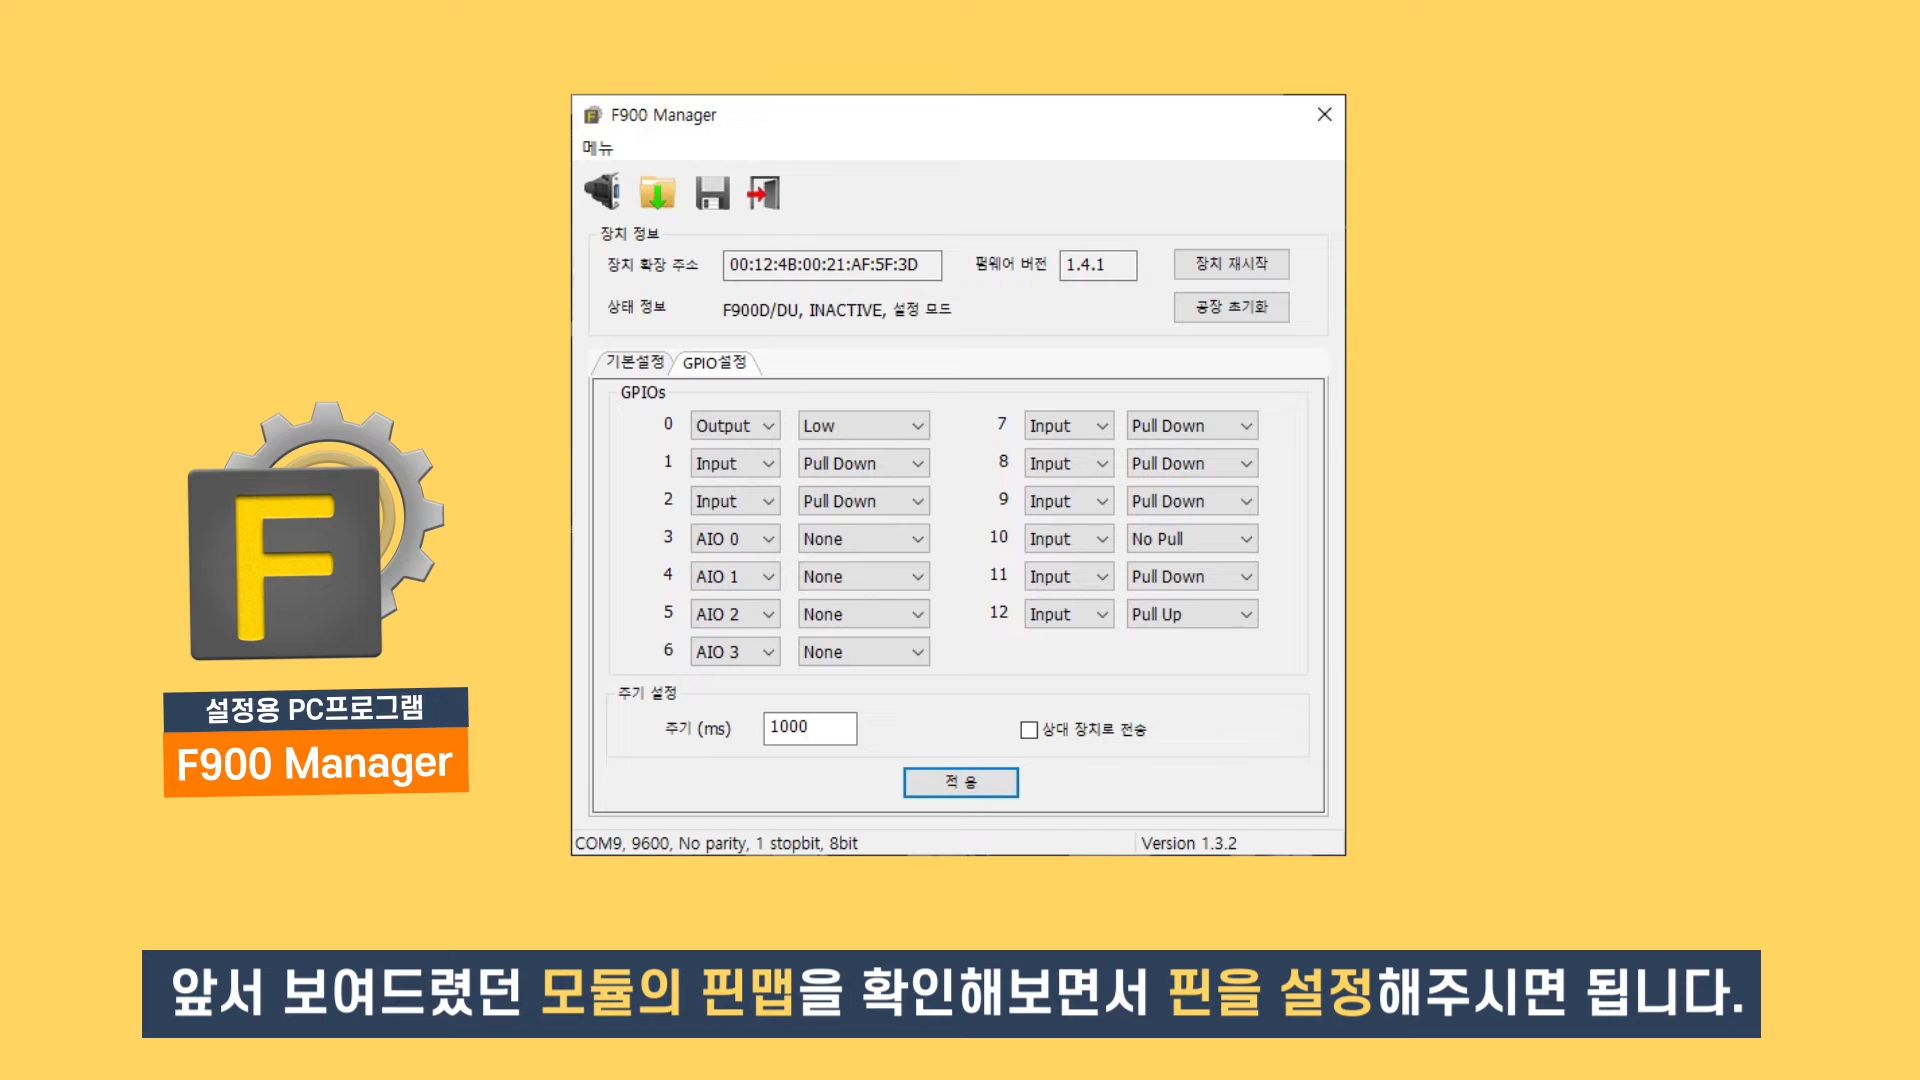 F900 Manager
메뉴
장치 정보
장치 확장 주소 00:12:4B:00:21:AF:5F:3D 펌웨어 버전 1.4.1 장치 재시작
상태 정보 F900D/DU, INACTIVE, 설정 모드 공장 초기화
기본설정 GPIO설정
GPIOs
0 Output Low 7 Input Pull Down
1 Input Pull Down 8 Input Pull Down
2 Input Pull Down 9 Input Pull Down
3 AIO 0 None 10 Input No Pull
4 AIO 1 None 11 Input Pull Down
5 AIO 2 None 12 Input Pull Up
6 AIO 3 None
주기 설정
주기 (ms) 1000 상대 장치로 전송
적 용
COM9, 9600, No parity, 1 stopbit, 8bit Version 1.3.2
F
설정용 PC프로그램
F900 Manager
앞서 보여드렸던 모듈의 핀맵을 확인해보면서 핀을 설정해주시면 됩니다.